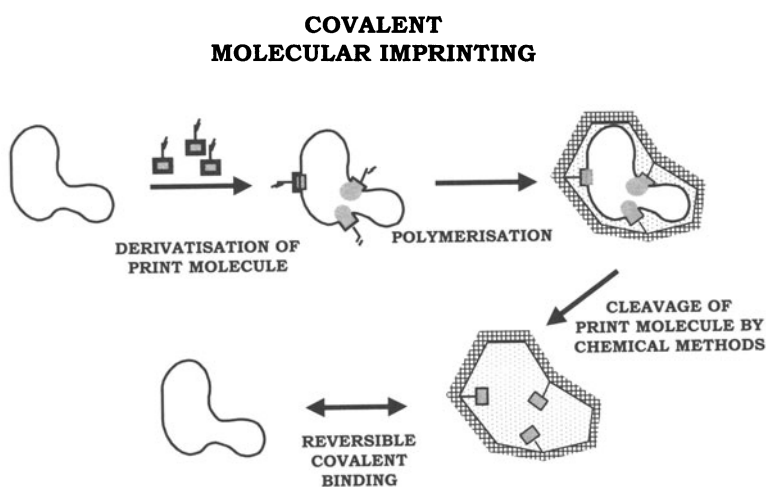 COVALENT
MOLECULAR IMPRINTING
DERIVATISATION OF
PRINT MOLECULE
POLYMERISATION
CLEAVAGE OF
PRINT MOLECULE BY
CHEMICAL METHODS
REVERSIBLE
COVALENT
BINDING